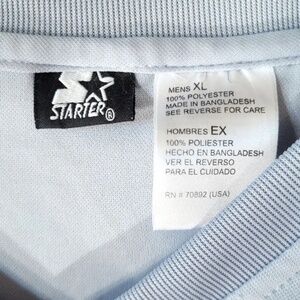 STARTER®
MENS XL
100% POLYESTER
MADE IN BANGLADESH
SEE REVERSE FOR CARE
HOMBRES EX
100% POLIESTER
HECHO EN BANGLADESH
VER EL REVERSO
PARA EL CUIDADO
RN # 70892 (USA)